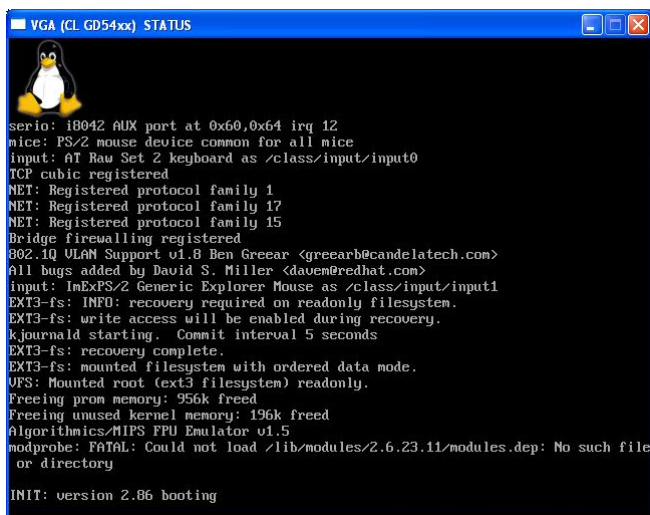 VGA (CL GD54xx) STATUS
serio: i8042 AUX port at 0x60,0x64 irq 12
mice: PS/2 mouse device common for all mice
input: AT Raw Set 2 keyboard as /class/input/input0
TCP cubic registered
NET: Registered protocol family 1
NET: Registered protocol family 17
NET: Registered protocol family 15
Bridge firewalling registered
802.1Q VLAN Support v1.8 Ben Greear <greearb@candelatech.com>
All bugs added by David S. Miller <davem@redhat.com>
input: ImExPS/2 Generic Explorer Mouse as /class/input/input1
EXT3-fs: INFO: recovery required on readonly filesystem.
EXT3-fs: write access will be enabled during recovery.
kjournald starting.  Commit interval 5 seconds
EXT3-fs: recovery complete.
EXT3-fs: mounted filesystem with ordered data mode.
VFS: Mounted root (ext3 filesystem) readonly.
Freeing prom memory: 956k freed
Freeing unused kernel memory: 196k freed
Algorithmics/MIPS FPU Emulator v1.5
modprobe: FATAL: Could not load /lib/modules/2.6.23.11/modules.dep: No such file
 or directory
INIT: version 2.86 booting